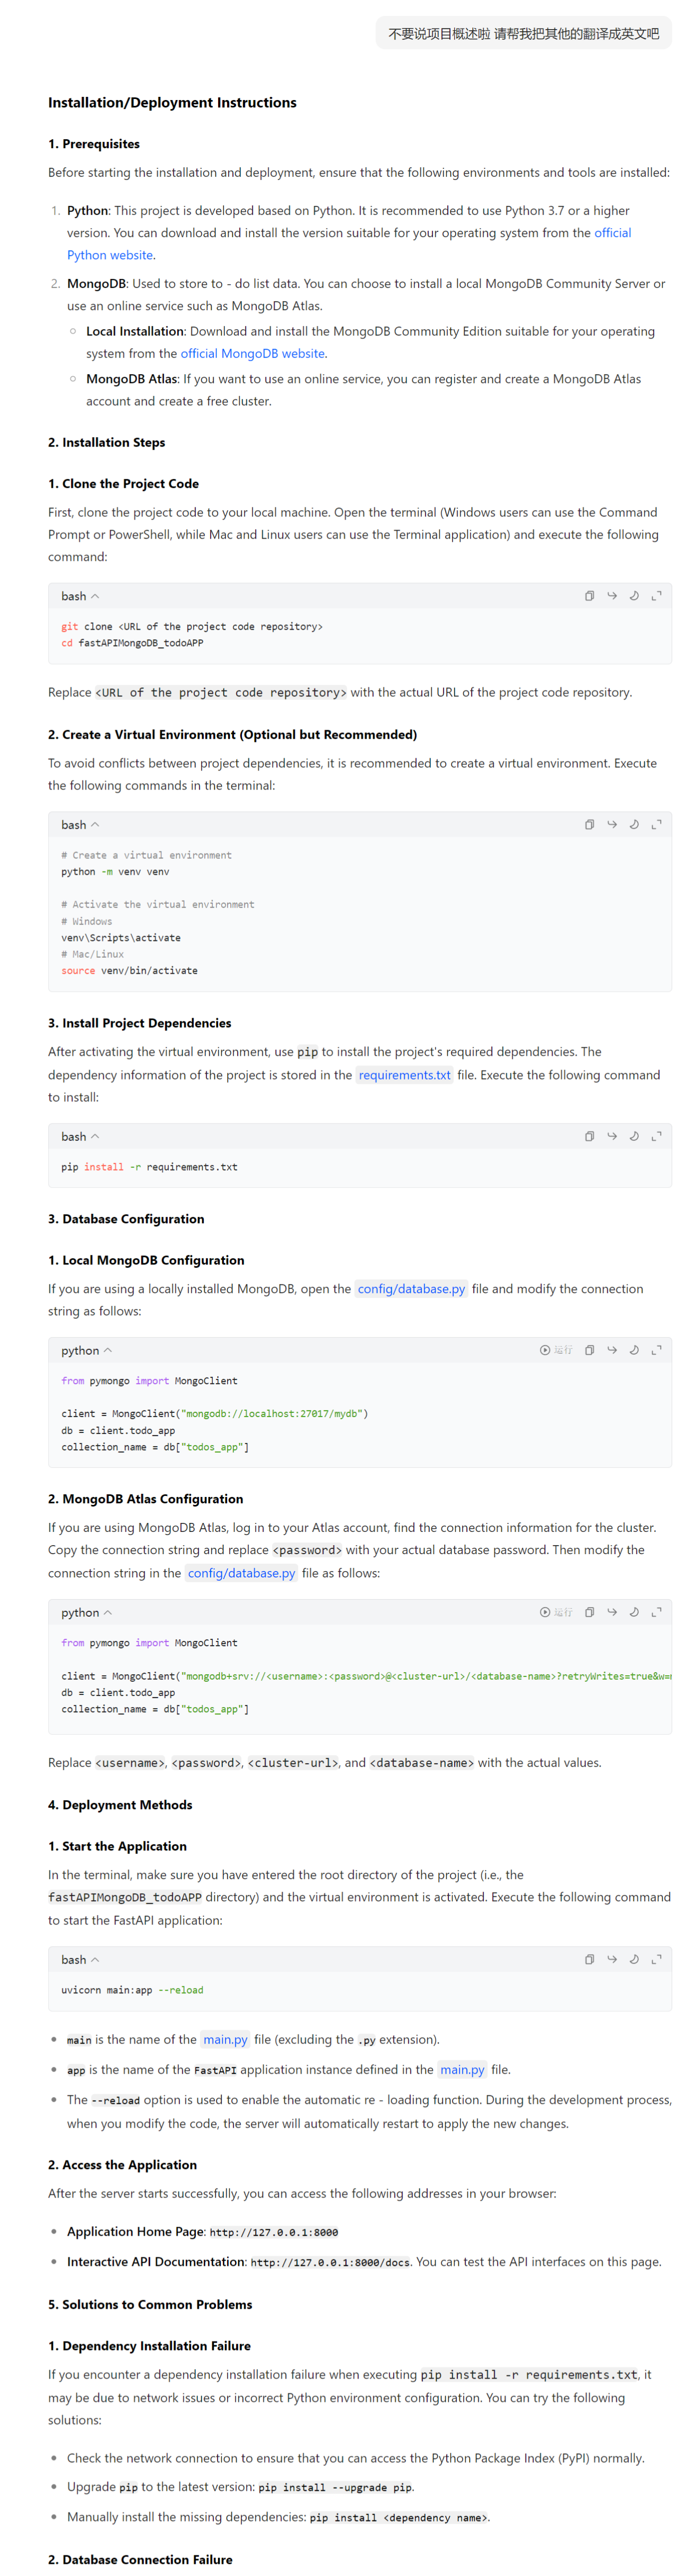 不要说项目概述啦 请帮我把其他的翻译成英文吧
Installation/Deployment Instructions
1. Prerequisites
Before starting the installation and deployment, ensure that the following environments and tools are installed:
1. Python: This project is developed based on Python. It is recommended to use Python 3.7 or a higher
version. You can download and install the version suitable for your operating system from the official
Python website.
2. MongoDB: Used to store to - do list data. You can choose to install a local MongoDB Community Server or
use an online service such as MongoDB Atlas.
Local Installation: Download and install the MongoDB Community Edition suitable for your operating
system from the official MongoDB website.
MongoDB Atlas: If you want to use an online service, you can register and create a MongoDB Atlas
account and create a free cluster.
2. Installation Steps
1. Clone the Project Code
First, clone the project code to your local machine. Open the terminal (Windows users can use the Command
Prompt or PowerShell, while Mac and Linux users can use the Terminal application) and execute the following
command:
bash
git clone <URL of the project code repository>
cd fastAPIMongoDB_todoAPP
Replace <URL of the project code repository> with the actual URL of the project code repository.
2. Create a Virtual Environment (Optional but Recommended)
To avoid conflicts between project dependencies, it is recommended to create a virtual environment. Execute
the following commands in the terminal:
bash
# Create a virtual environment
python -m venv venv
# Activate the virtual environment
# Windows
venv\Scripts\activate
# Mac/Linux
source venv/bin/activate
3. Install Project Dependencies
After activating the virtual environment, use pip to install the project's required dependencies. The
dependency information of the project is stored in the requirements.txt file. Execute the following command
to install:
bash
pip install -r requirements.txt
3. Database Configuration
1. Local MongoDB Configuration
If you are using a locally installed MongoDB, open the config/database.py file and modify the connection
string as follows:
python 运行
from pymongo import MongoClient
client = MongoClient("mongodb://localhost:27017/mydb")
db = client.todo_app
collection_name = db["todos_app"]
2. MongoDB Atlas Configuration
If you are using MongoDB Atlas, log in to your Atlas account, find the connection information for the cluster.
Copy the connection string and replace <password> with your actual database password. Then modify the
connection string in the config/database.py file as follows:
python 运行
from pymongo import MongoClient
client = MongoClient("mongodb+srv://<username>:<password>@<cluster-url>/<database-name>?retryWrites=true&w=
db = client.todo_app
collection_name = db["todos_app"]
Replace <username>, <password>, <cluster-url>, and <database-name> with the actual values.
4. Deployment Methods
1. Start the Application
In the terminal, make sure you have entered the root directory of the project (i.e., the
fastAPIMongoDB_todoAPP directory) and the virtual environment is activated. Execute the following command
to start the FastAPI application:
bash
uvicorn main:app --reload
main is the name of the main.py file (excluding the .py extension).
app is the name of the FastAPI application instance defined in the main.py file.
The --reload option is used to enable the automatic re - loading function. During the development process,
when you modify the code, the server will automatically restart to apply the new changes.
2. Access the Application
After the server starts successfully, you can access the following addresses in your browser:
Application Home Page: http://127.0.0.1:8000
Interactive API Documentation: http://127.0.0.1:8000/docs. You can test the API interfaces on this page.
5. Solutions to Common Problems
1. Dependency Installation Failure
If you encounter a dependency installation failure when executing pip install -r requirements.txt, it
may be due to network issues or incorrect Python environment configuration. You can try the following
solutions:
Check the network connection to ensure that you can access the Python Package Index (PyPI) normally.
Upgrade pip to the latest version: pip install --upgrade pip.
Manually install the missing dependencies: pip install <dependency name>.
2. Database Connection Failure